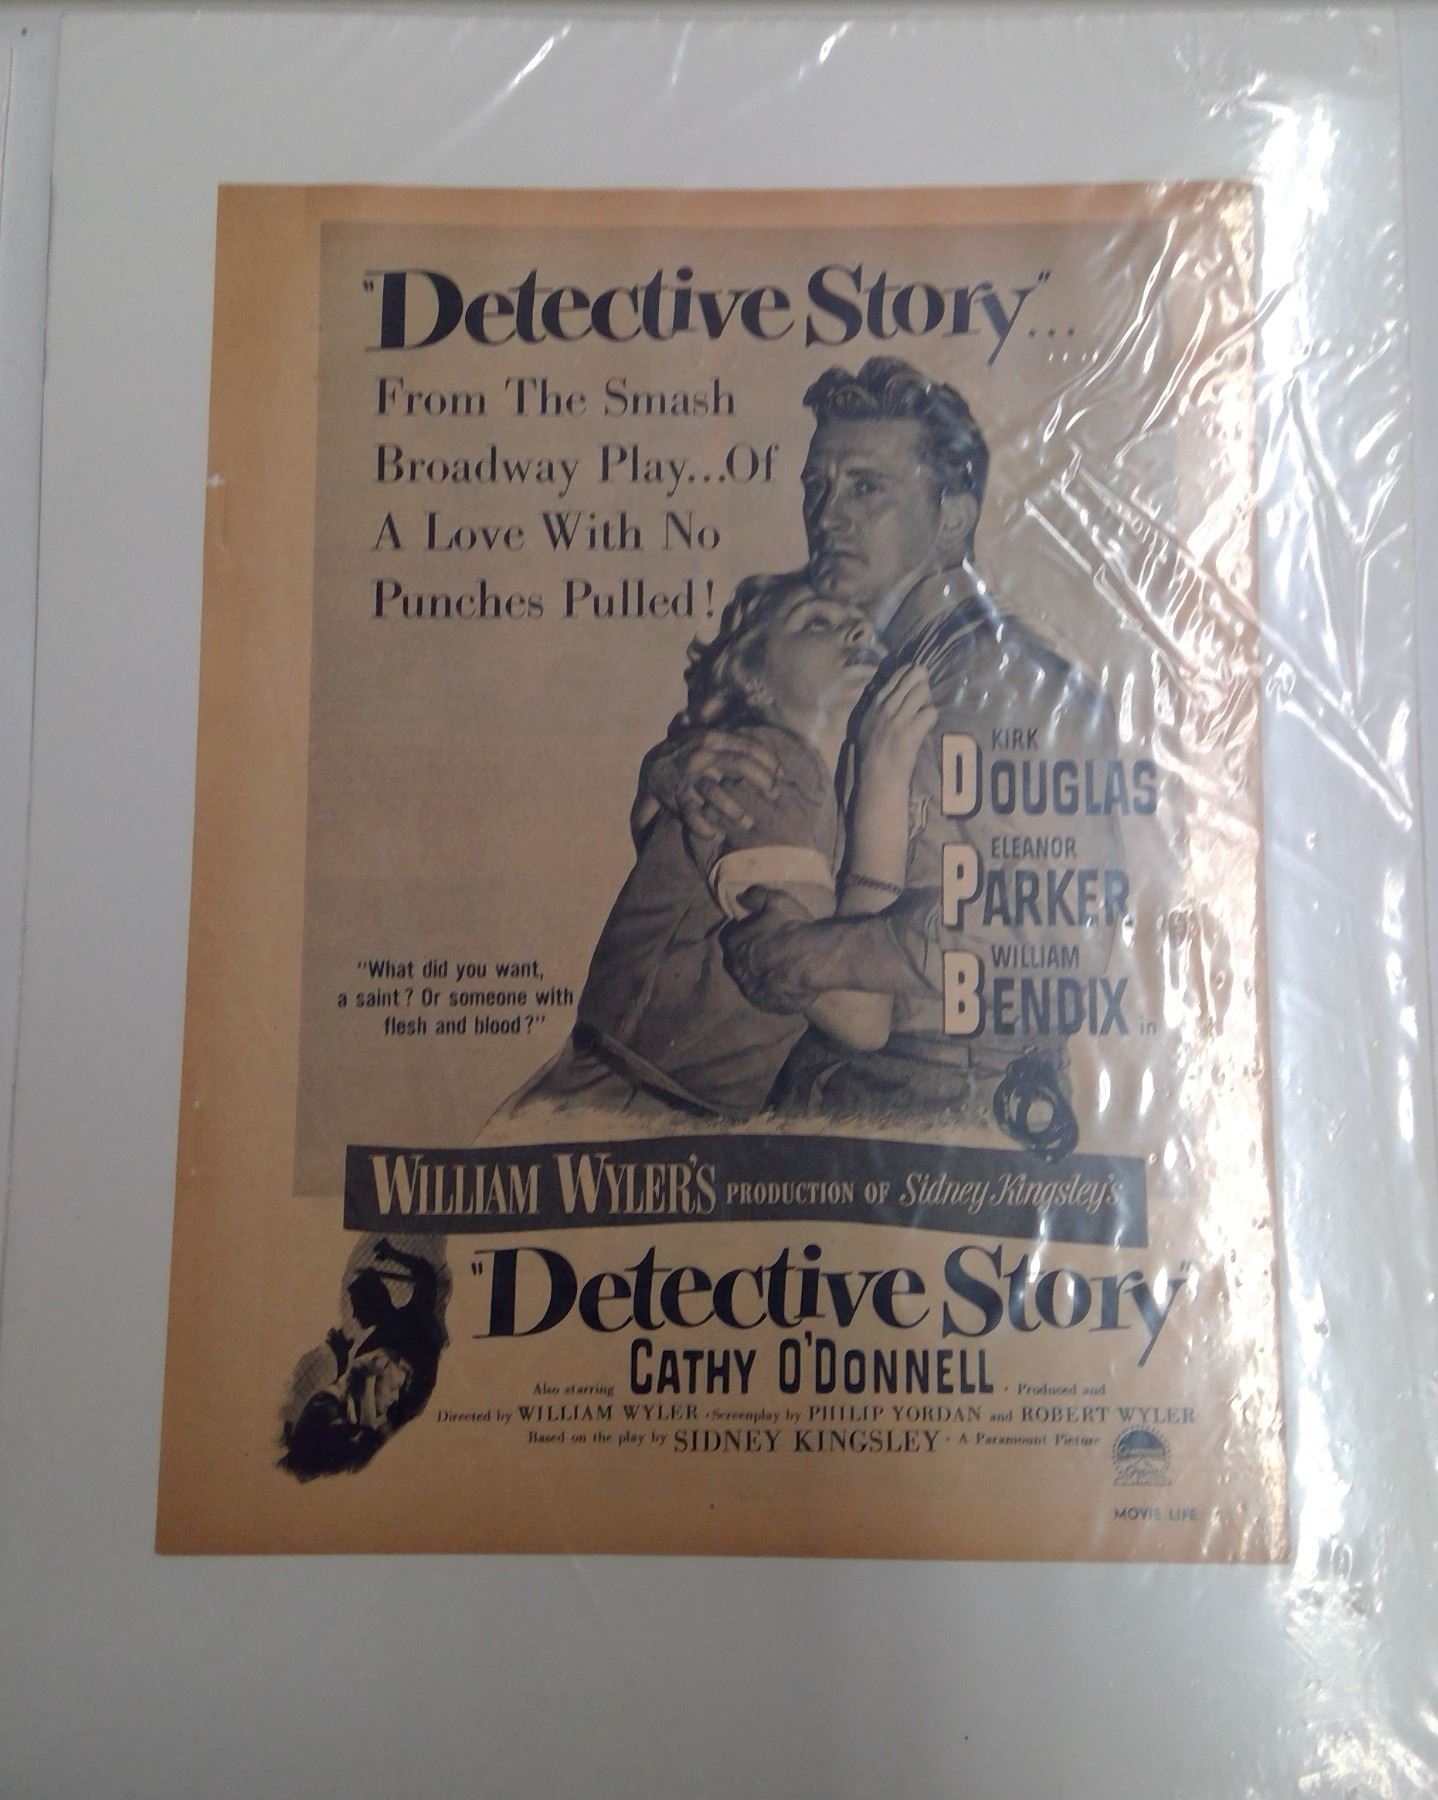 "Detective Story"...
From The Smash
Broadway Play...Of
A Love With No
Punches Pulled!
KIRK
DOUGLAS
ELEANOR
PARKER
WILLIAM
BENDIX in
"What did you want,
a saint? Or someone with
flesh and blood?"
WILLIAM WYLER'S PRODUCTION OF Sidney Kingsley's
"Detective Story"
Also starring CATHY O'DONNELL · Produced and
Directed by WILLIAM WYLER · Screenplay by PHILIP YORDAN and ROBERT WYLER
Based on the play by SIDNEY KINGSLEY · A Paramount Picture
MOVIE LIFE